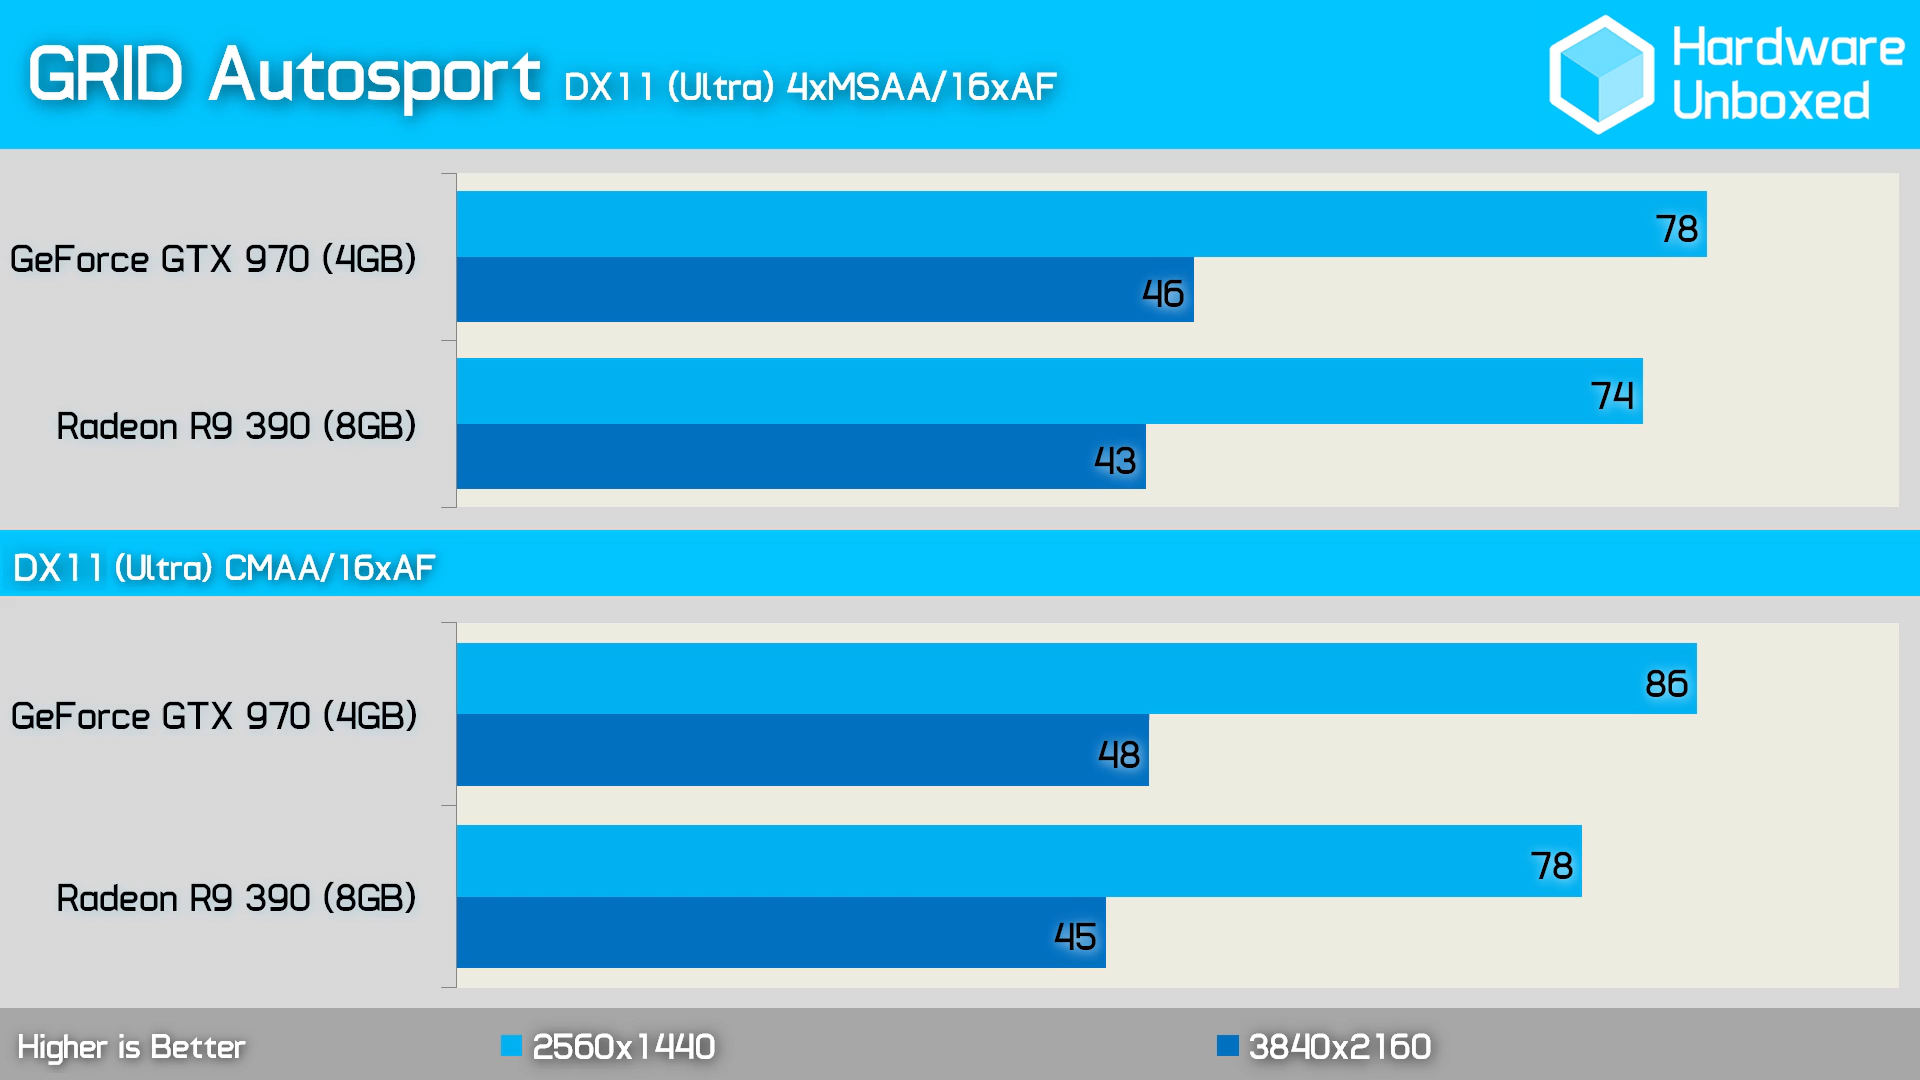 GRID Autosport DX11 (Ultra) 4xMSAA/16xAF
Hardware
Unboxed
GeForce GTX 970 (4GB)
78
46
Radeon R9 390 (8GB)
74
43
DX11 (Ultra) CMAA/16xAF
GeForce GTX 970 (4GB)
86
48
Radeon R9 390 (8GB)
78
45
Higher is Better
2560x1440
3840x2160